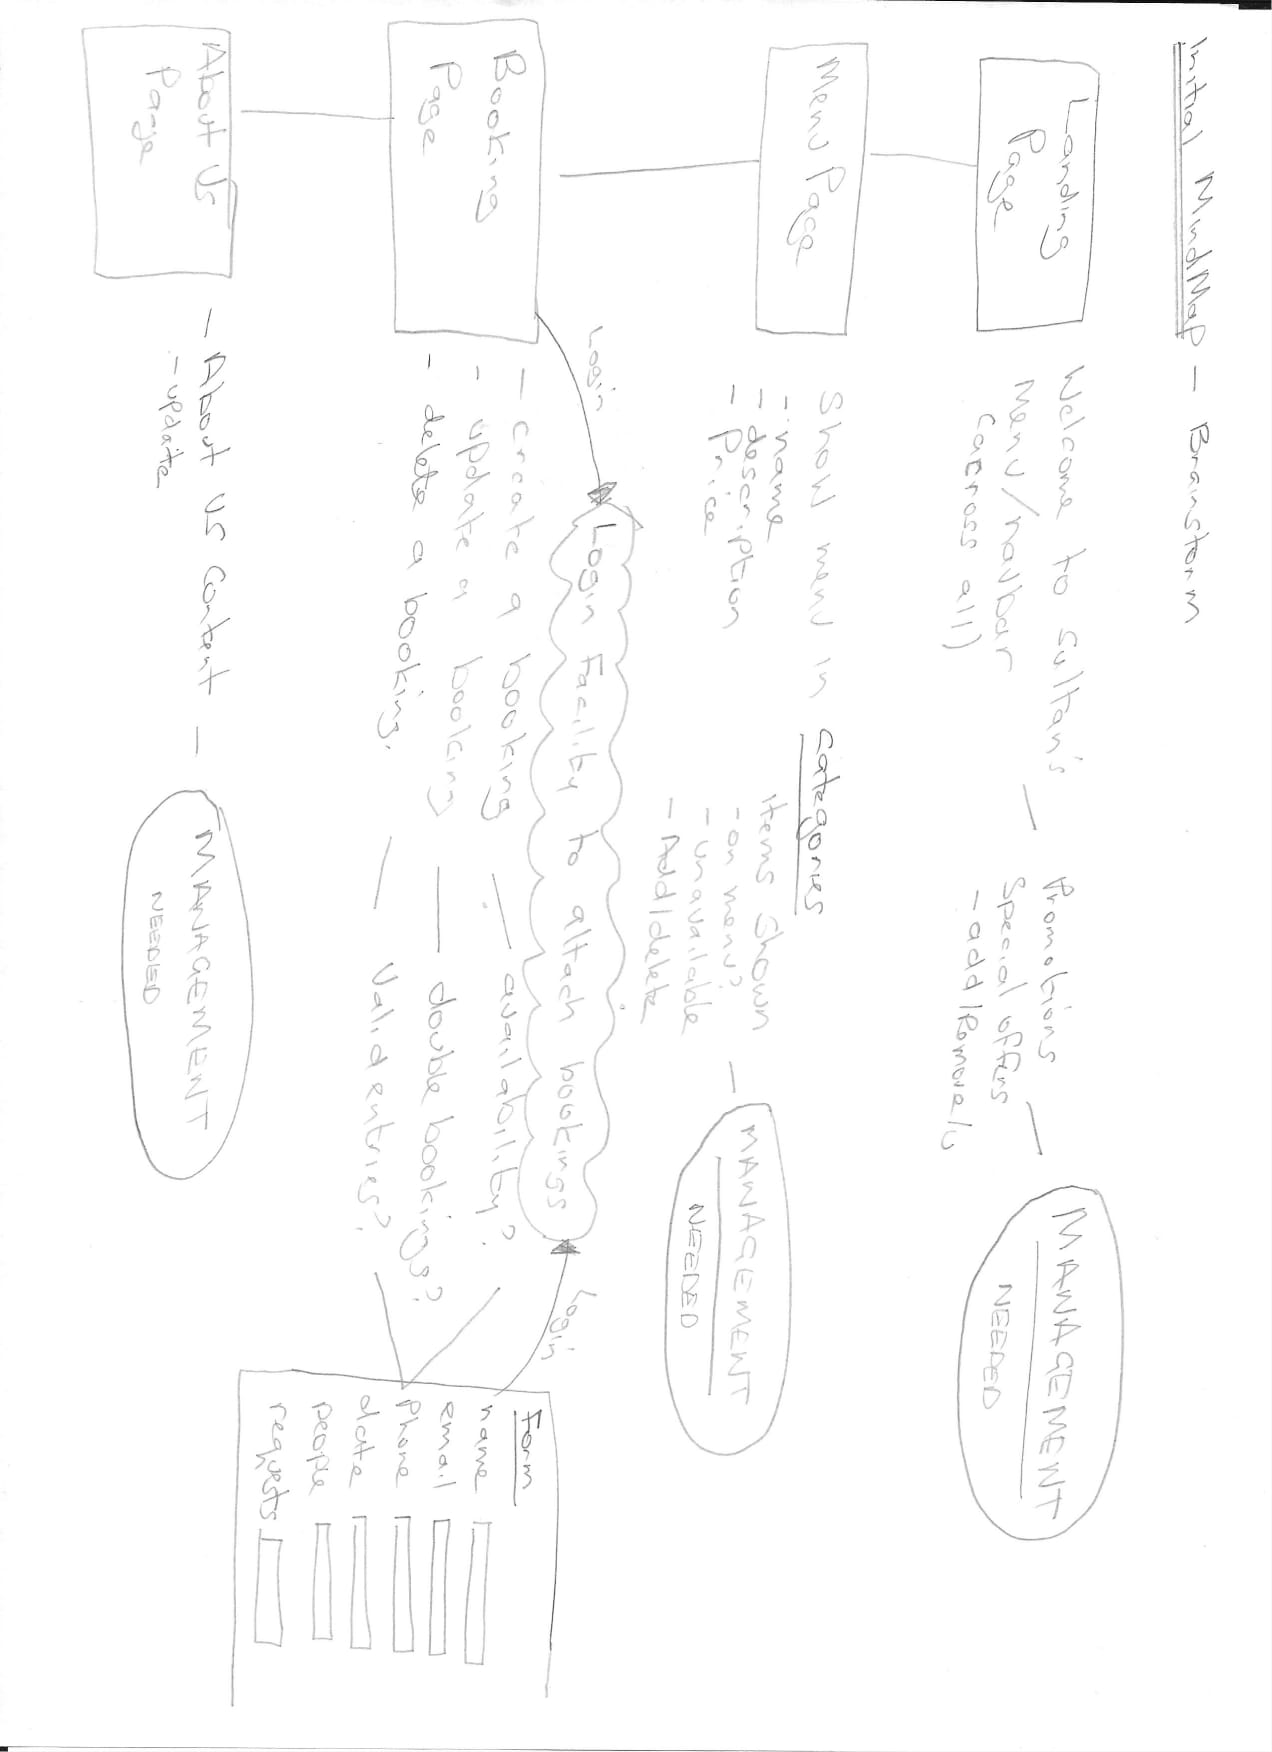 Initial MindMap - Brainstorm
Landing
Page
Welcome to Sultan's
Menu/navbar
(across all)
Promotions
Special offers
- add/Remove/u
MANAGEMENT
NEEDED
Menu Page
Show menu in categories
- name
- description
- Price
Items Shown
- on menu?
- unavailable
- Add/delete
MANAGEMENT
NEEDED
Login
Login Facility to attach bookings
Login
Booking
Page
- create a booking
- update a booking
- delete a booking.
availability?
double bookings?
Valid entries?
Form
name
email
Phone
date
people
requests
About Us
Page
- About US Content
- update
MANAGEMENT
NEEDED